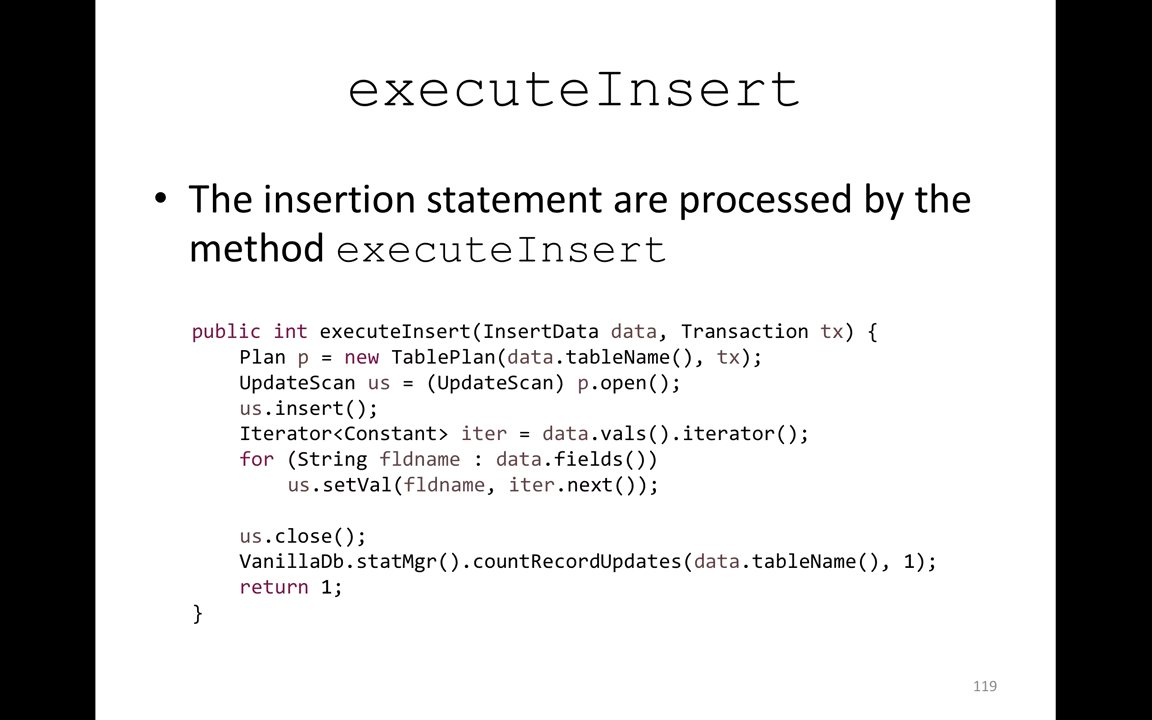 executeInsert
• The insertion statement are processed by the
method executeInsert
public int executeInsert(InsertData data, Transaction tx) {
    Plan p = new TablePlan(data.tableName(), tx);
    UpdateScan us = (UpdateScan) p.open();
    us.insert();
    Iterator<Constant> iter = data.vals().iterator();
    for (String fldname : data.fields())
        us.setVal(fldname, iter.next());
    us.close();
    VanillaDb.statMgr().countRecordUpdates(data.tableName(), 1);
    return 1;
}
119